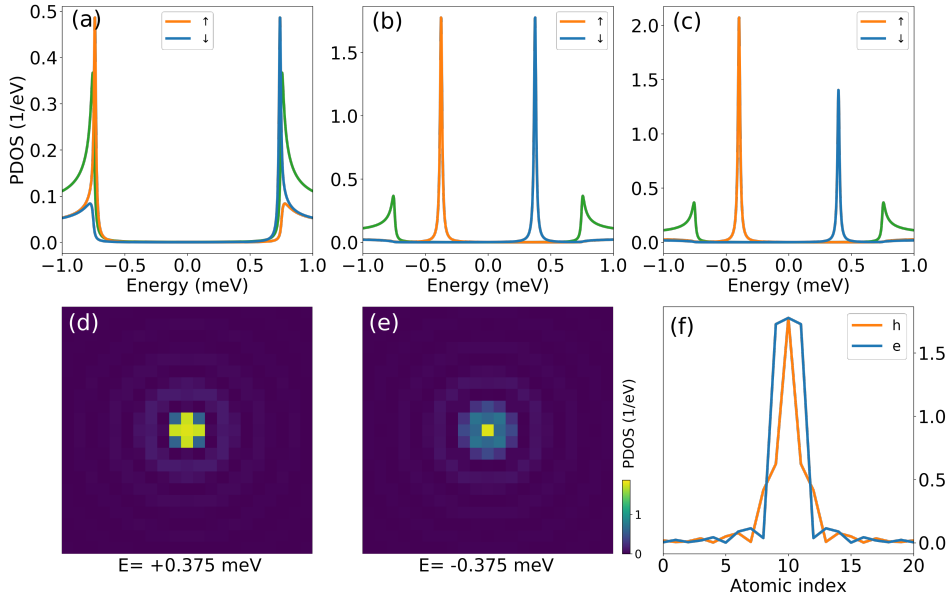 (a)
↑
↓
PDOS (1/eV)
0.5
0.4
0.3
0.2
0.1
0.0
−1.0 −0.5 0.0 0.5 1.0
Energy (meV)
(b)
↑
↓
1.5
1.0
0.5
0.0
−1.0 −0.5 0.0 0.5 1.0
Energy (meV)
(c)
↑
↓
2.0
1.5
1.0
0.5
0.0
−1.0 −0.5 0.0 0.5 1.0
Energy (meV)
(d)
E= +0.375 meV
(e)
E= -0.375 meV
1
0
PDOS (1/eV)
(f)
h
e
1.5
1.0
0.5
0.0
0 5 10 15 20
Atomic index